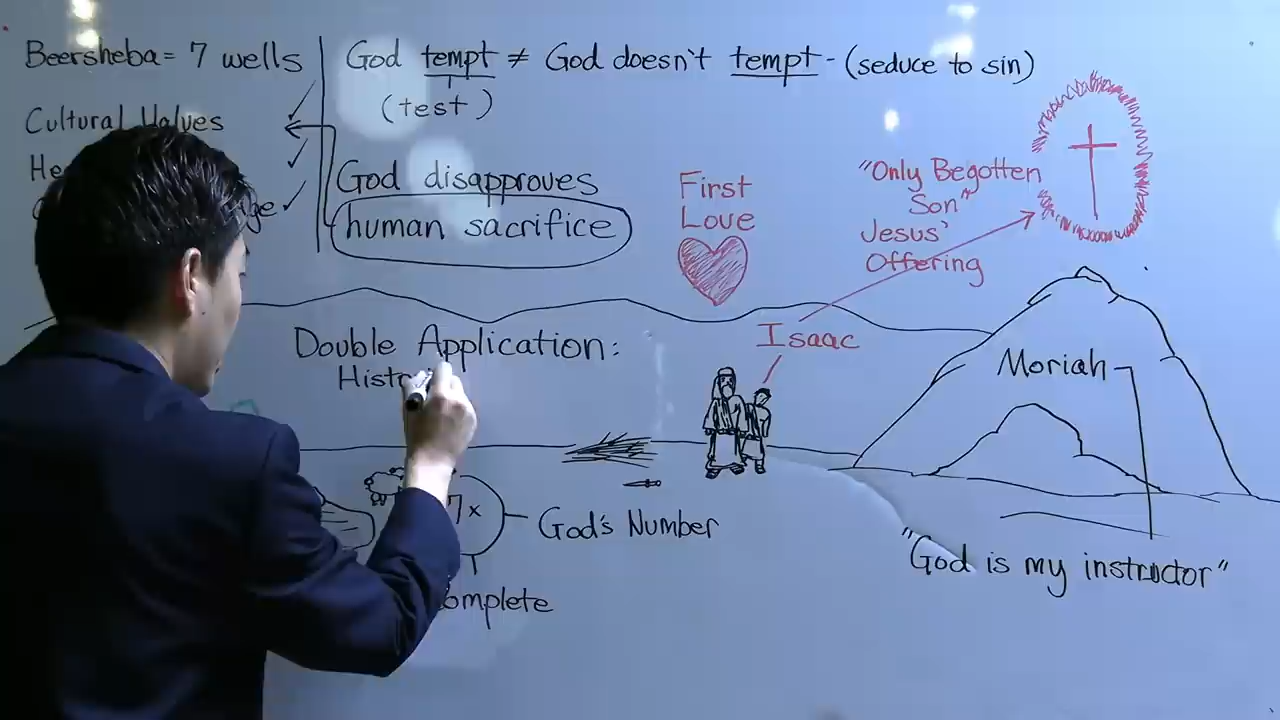 Beersheba = 7 wells
God tempt ≠ God doesn't tempt - (seduce to sin)
(test)
Cultural Values
God disapproves
human sacrifice
First
Love
"Only Begotten
Son"
Jesus'
Offering
Isaac
Double Application:
Moriah
7x
God's Number
"God is my instructor"